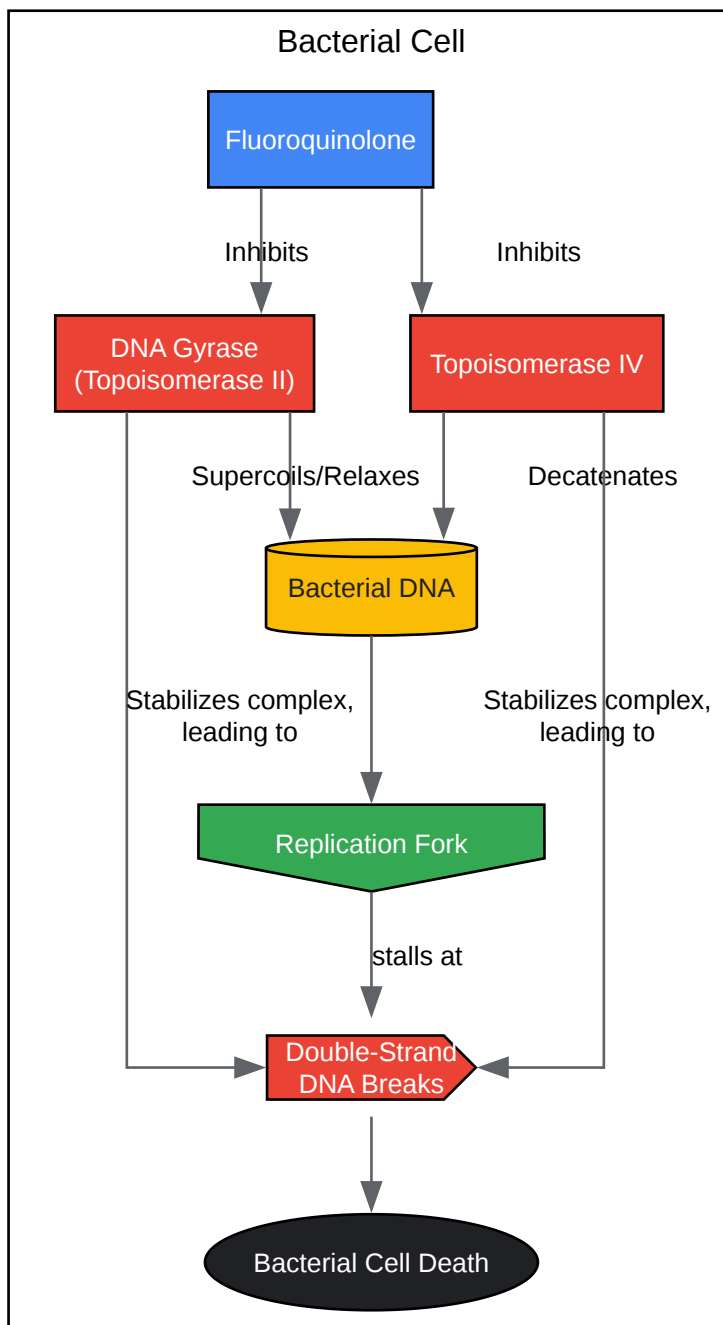 Bacterial Cell
Fluoroquinolone
Inhibits
Inhibits
DNA Gyrase
(Topoisomerase II)
Topoisomerase IV
Supercoils/Relaxes
Decatenates
Bacterial DNA
Stabilizes complex,
leading to
Stabilizes complex,
leading to
Replication Fork
stalls at
Double-Strand
DNA Breaks
Bacterial Cell Death